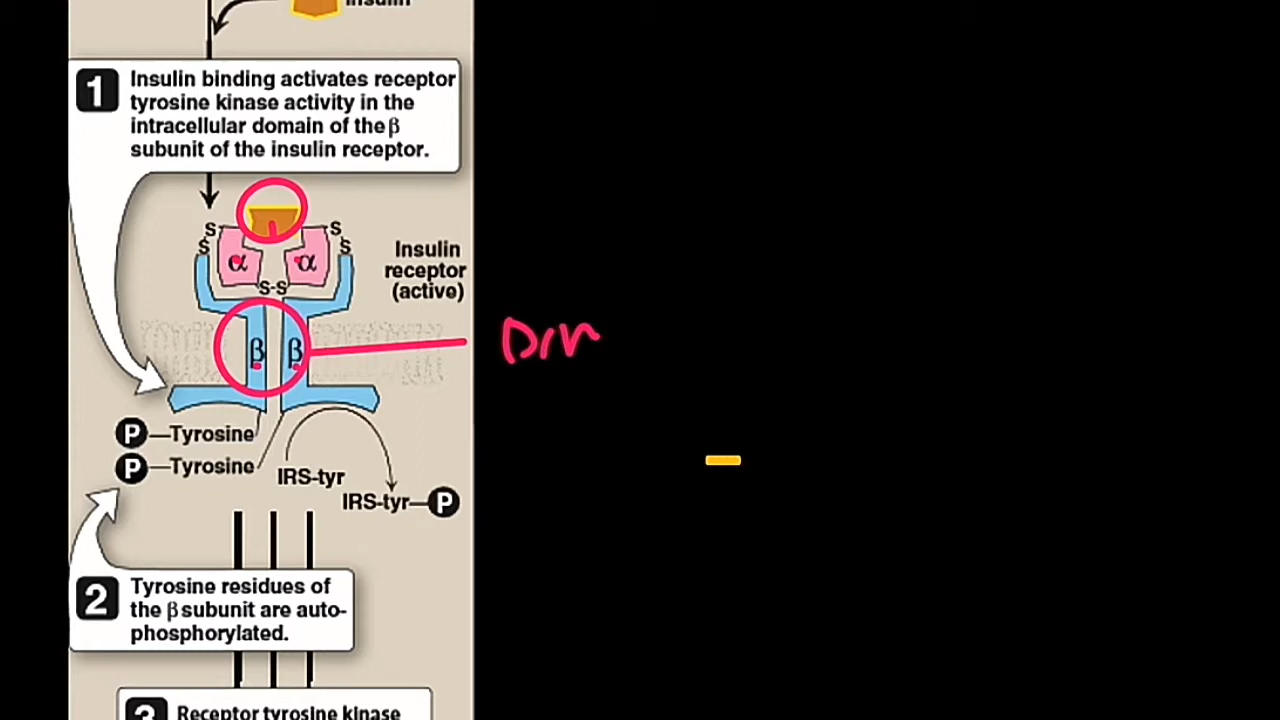 Insulin
1
Insulin binding activates receptor
tyrosine kinase activity in the
intracellular domain of the β
subunit of the insulin receptor.
S S
S S
α α
S-S
Insulin
receptor
(active)
β β
P—Tyrosine
P—Tyrosine
IRS-tyr
IRS-tyr—P
2
Tyrosine residues of
the β subunit are auto-
phosphorylated.
3
Receptor tyrosine kinase